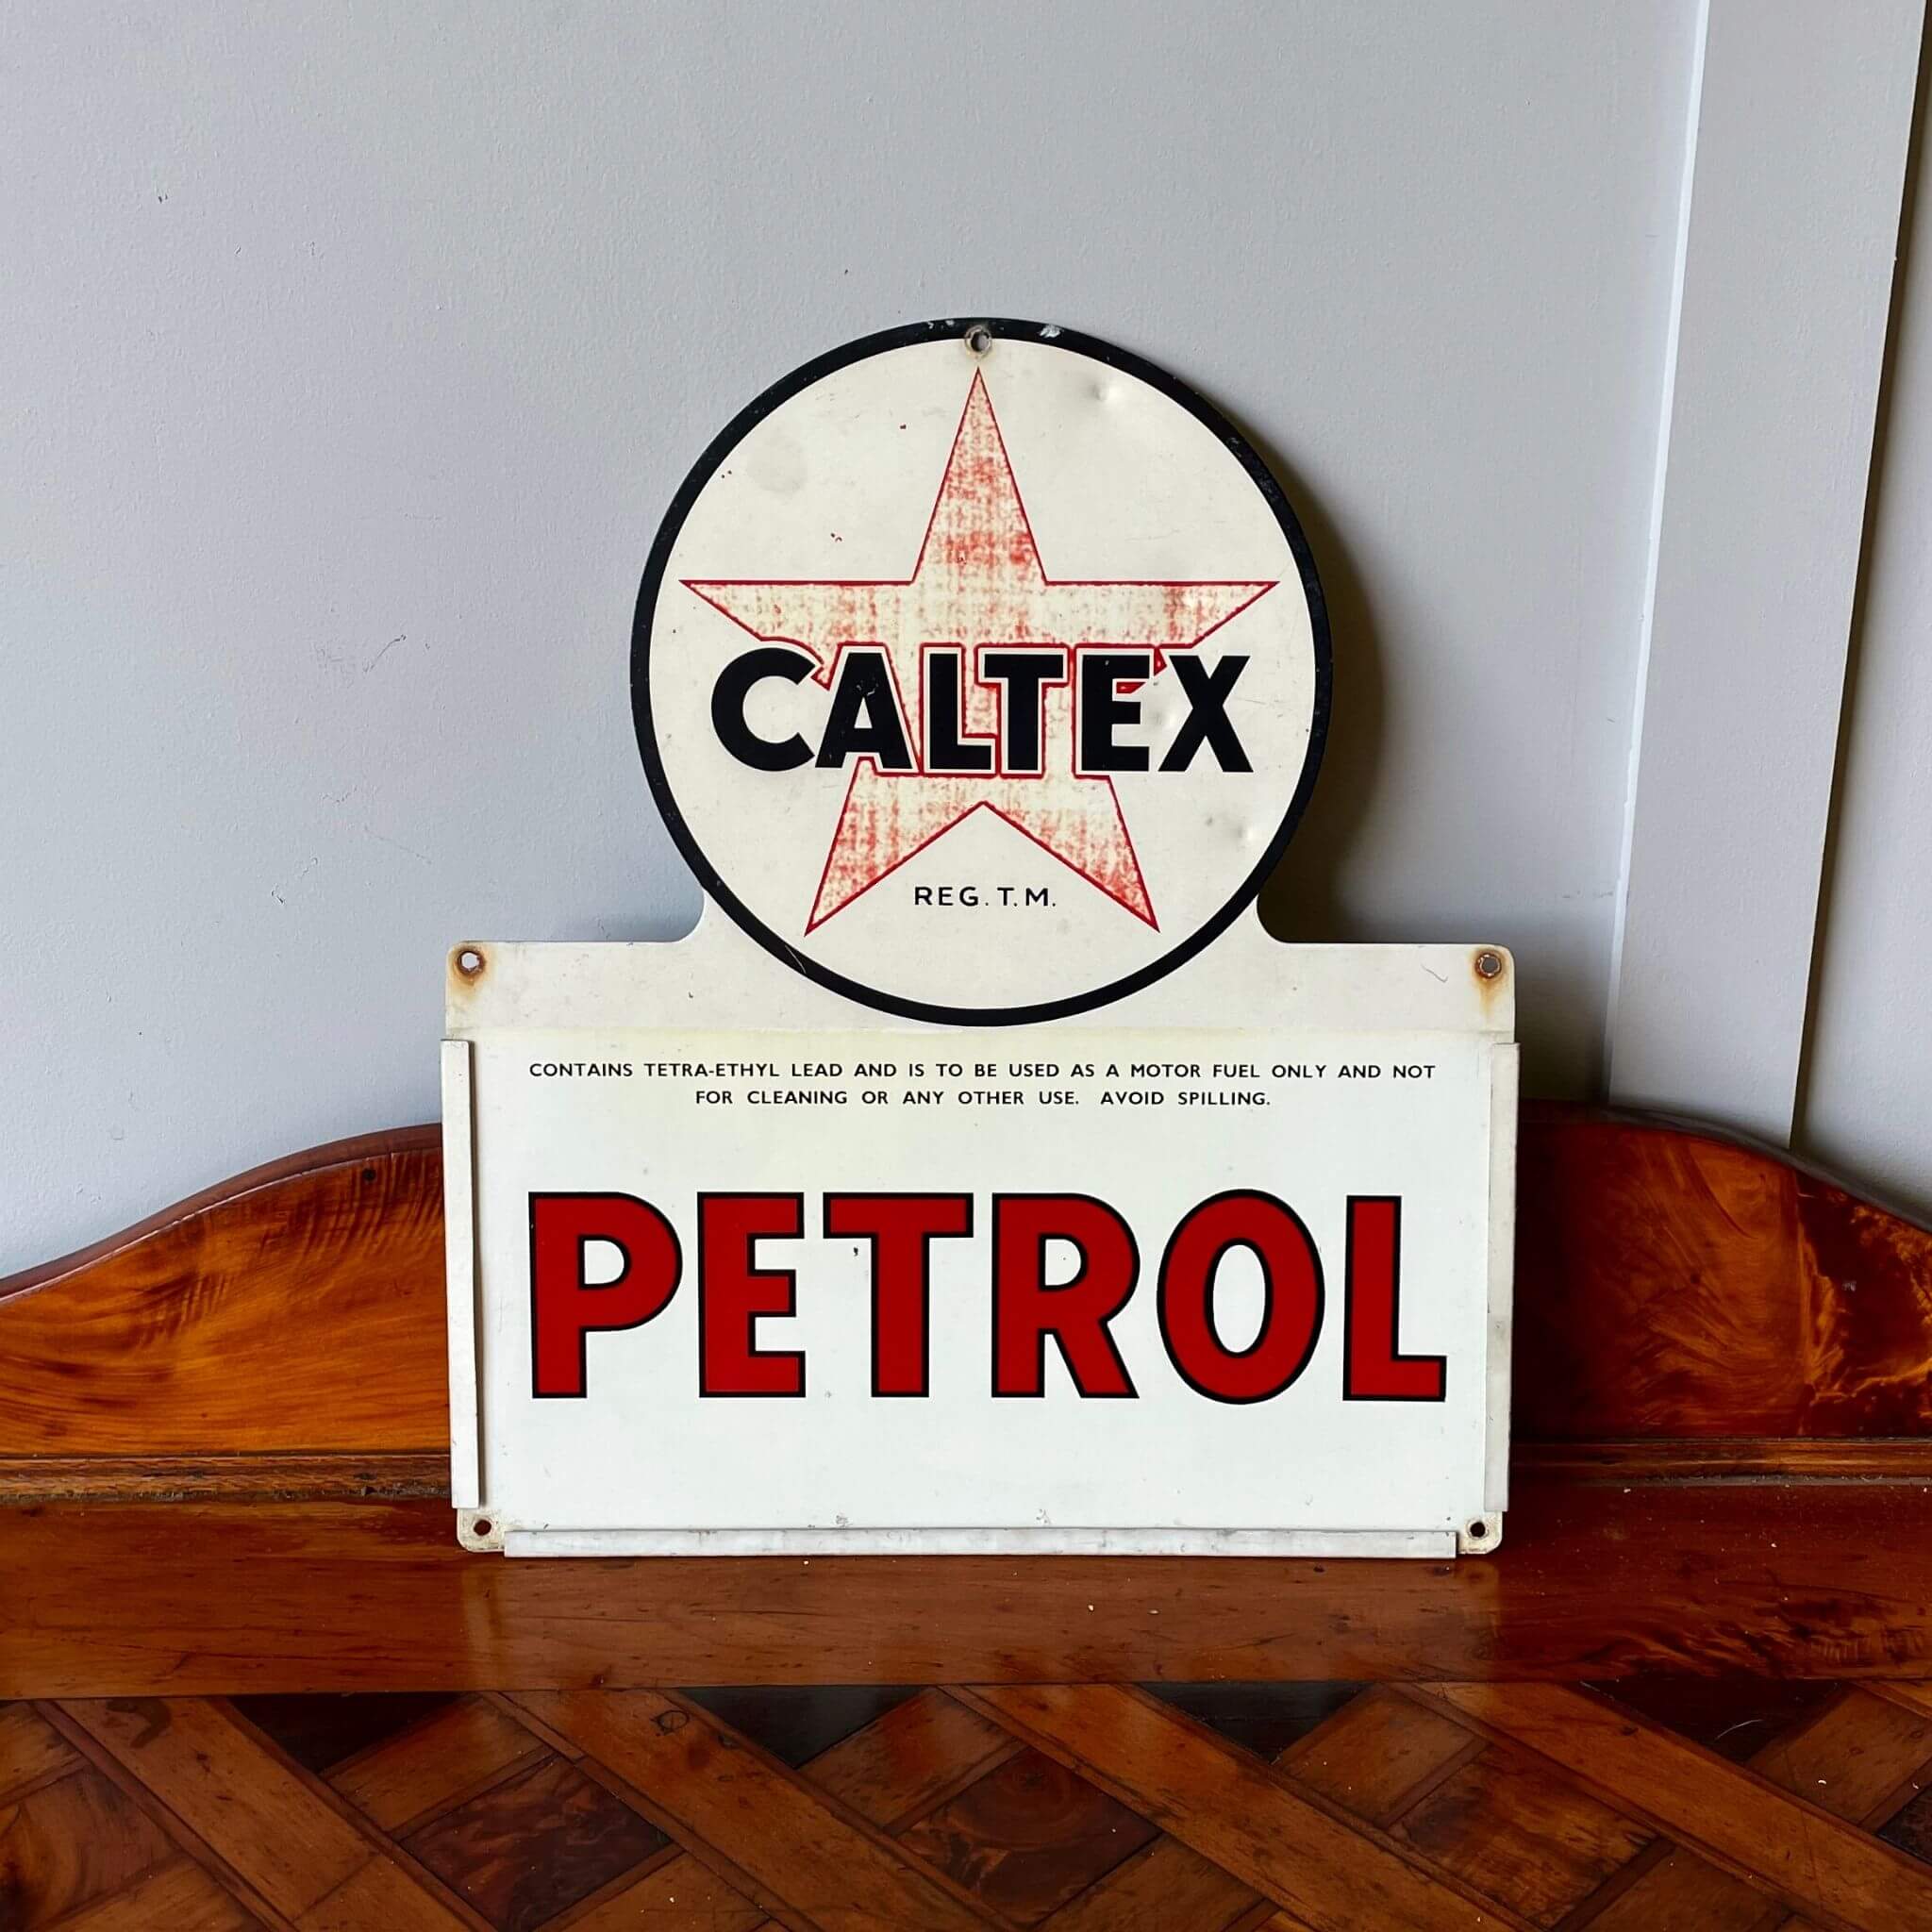 CALTEX
REG. T.M.
CONTAINS TETRA-ETHYL LEAD AND IS TO BE USED AS A MOTOR FUEL ONLY AND NOT
FOR CLEANING OR ANY OTHER USE. AVOID SPILLING.
PETROL